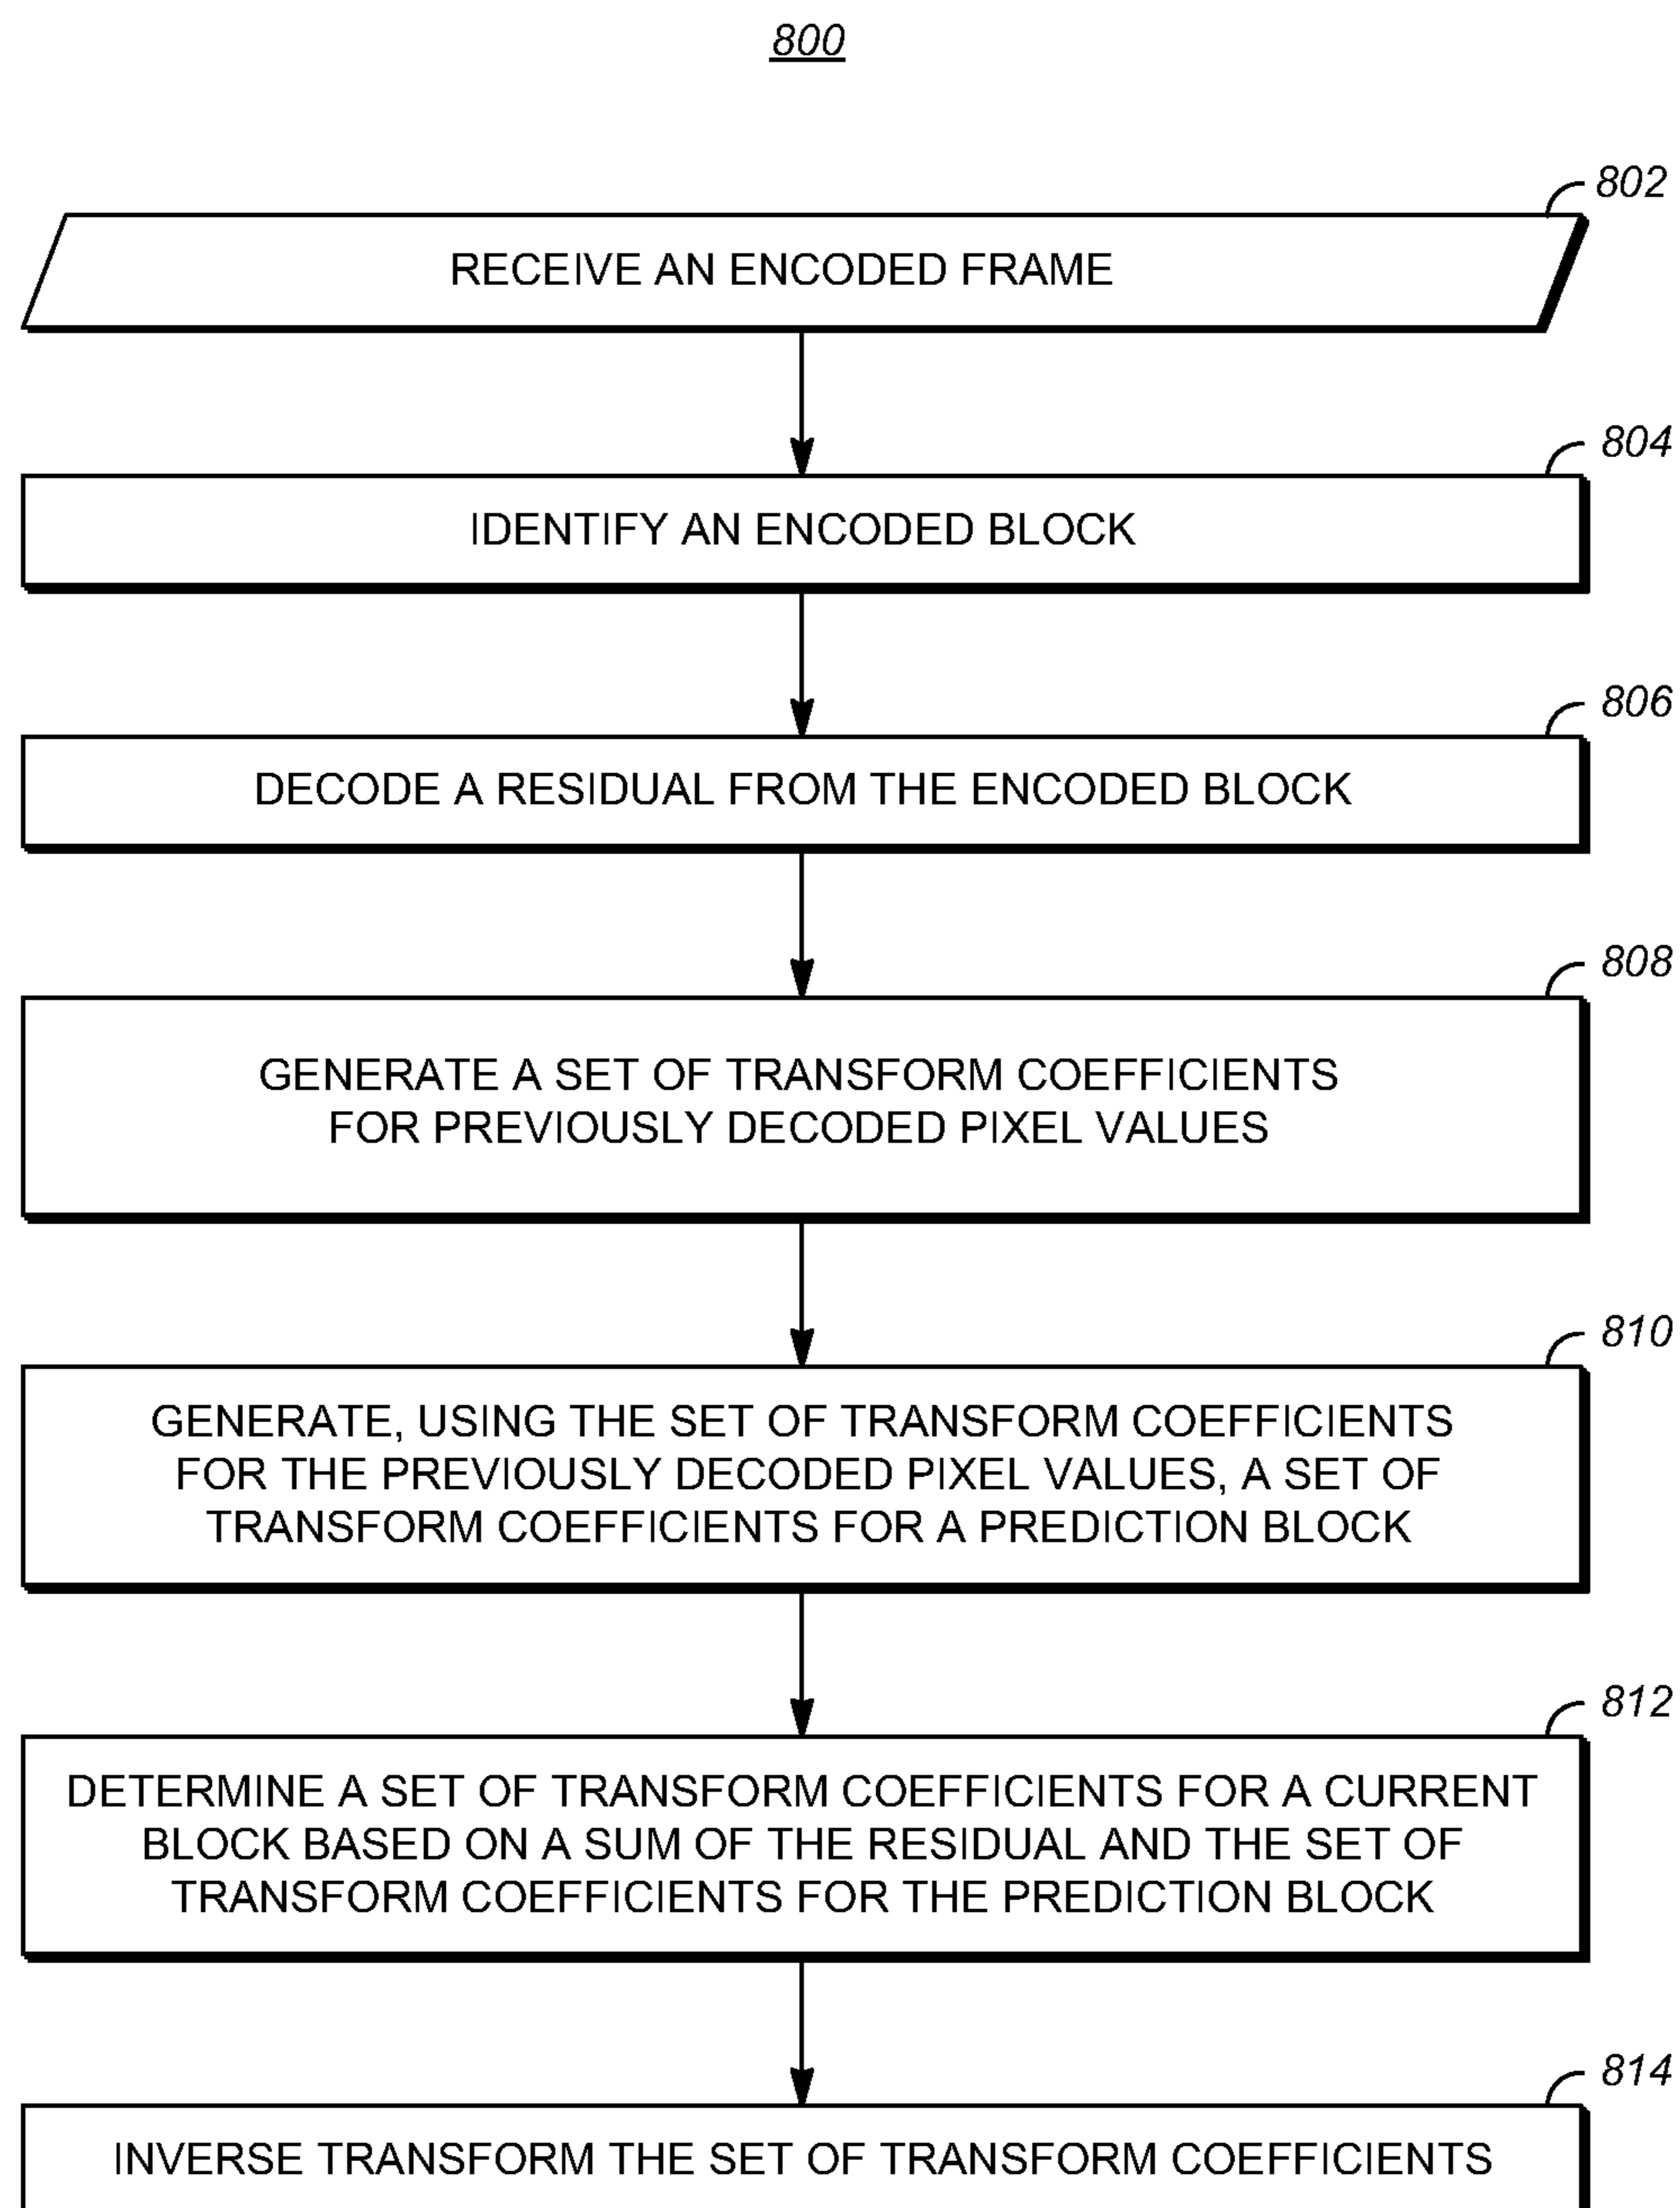 800
802
RECEIVE AN ENCODED FRAME
804
IDENTIFY AN ENCODED BLOCK
806
DECODE A RESIDUAL FROM THE ENCODED BLOCK
808
GENERATE A SET OF TRANSFORM COEFFICIENTS
FOR PREVIOUSLY DECODED PIXEL VALUES
810
GENERATE, USING THE SET OF TRANSFORM COEFFICIENTS
FOR THE PREVIOUSLY DECODED PIXEL VALUES, A SET OF
TRANSFORM COEFFICIENTS FOR A PREDICTION BLOCK
812
DETERMINE A SET OF TRANSFORM COEFFICIENTS FOR A CURRENT
BLOCK BASED ON A SUM OF THE RESIDUAL AND THE SET OF
TRANSFORM COEFFICIENTS FOR THE PREDICTION BLOCK
814
INVERSE TRANSFORM THE SET OF TRANSFORM COEFFICIENTS